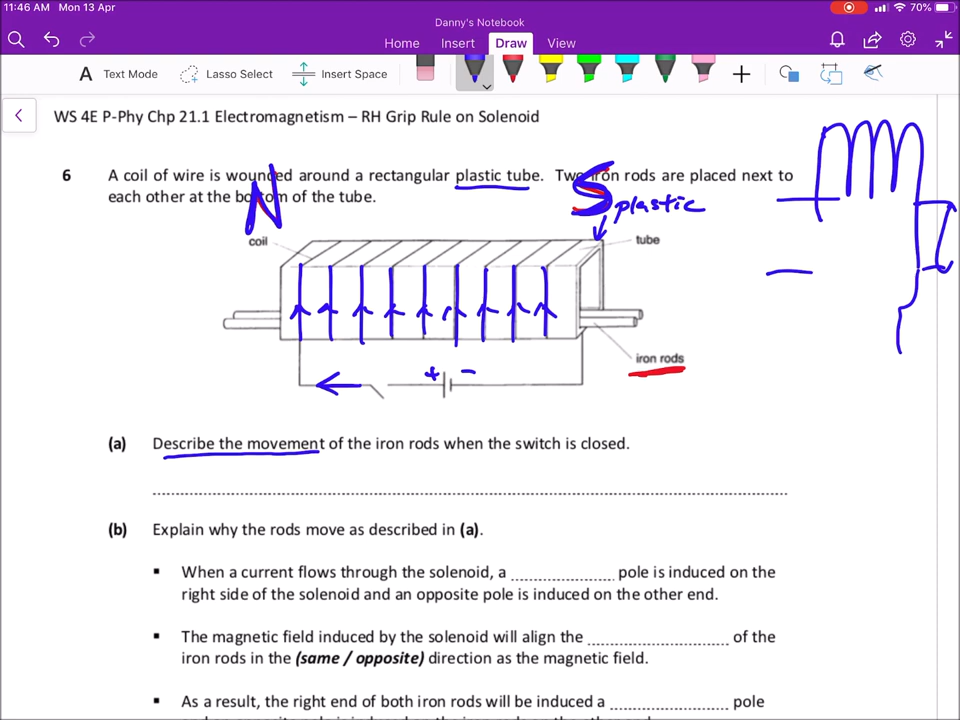 11:46 AM Mon 13 Apr
70%
Danny's Notebook
Home Insert Draw View
A Text Mode Lasso Select Insert Space
WS 4E P-Phy Chp 21.1 Electromagnetism – RH Grip Rule on Solenoid
6 A coil of wire is wounded around a rectangular plastic tube. Two iron rods are placed next to
each other at the bottom of the tube.
N S plastic
coil tube
iron rods
+ -
(a) Describe the movement of the iron rods when the switch is closed.
(b) Explain why the rods move as described in (a).
▪ When a current flows through the solenoid, a ..................... pole is induced on the
right side of the solenoid and an opposite pole is induced on the other end.
▪ The magnetic field induced by the solenoid will align the ............................. of the
iron rods in the (same / opposite) direction as the magnetic field.
▪ As a result, the right end of both iron rods will be induced a ......................... pole